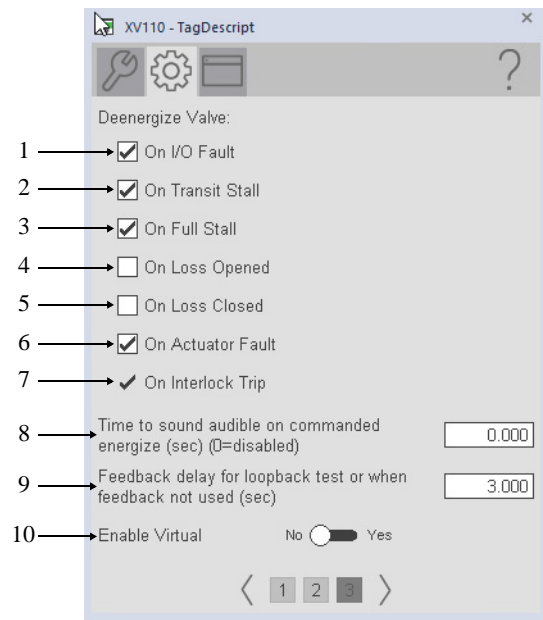 XV110 - TagDescript
×
?
Deenergize Valve:
1 On I/O Fault
2 On Transit Stall
3 On Full Stall
4 On Loss Opened
5 On Loss Closed
6 On Actuator Fault
7 On Interlock Trip
8 Time to sound audible on commanded
energize (sec) (0=disabled) 0.000
9 Feedback delay for loopback test or when
feedback not used (sec) 3.000
10 Enable Virtual No Yes
1 2 3